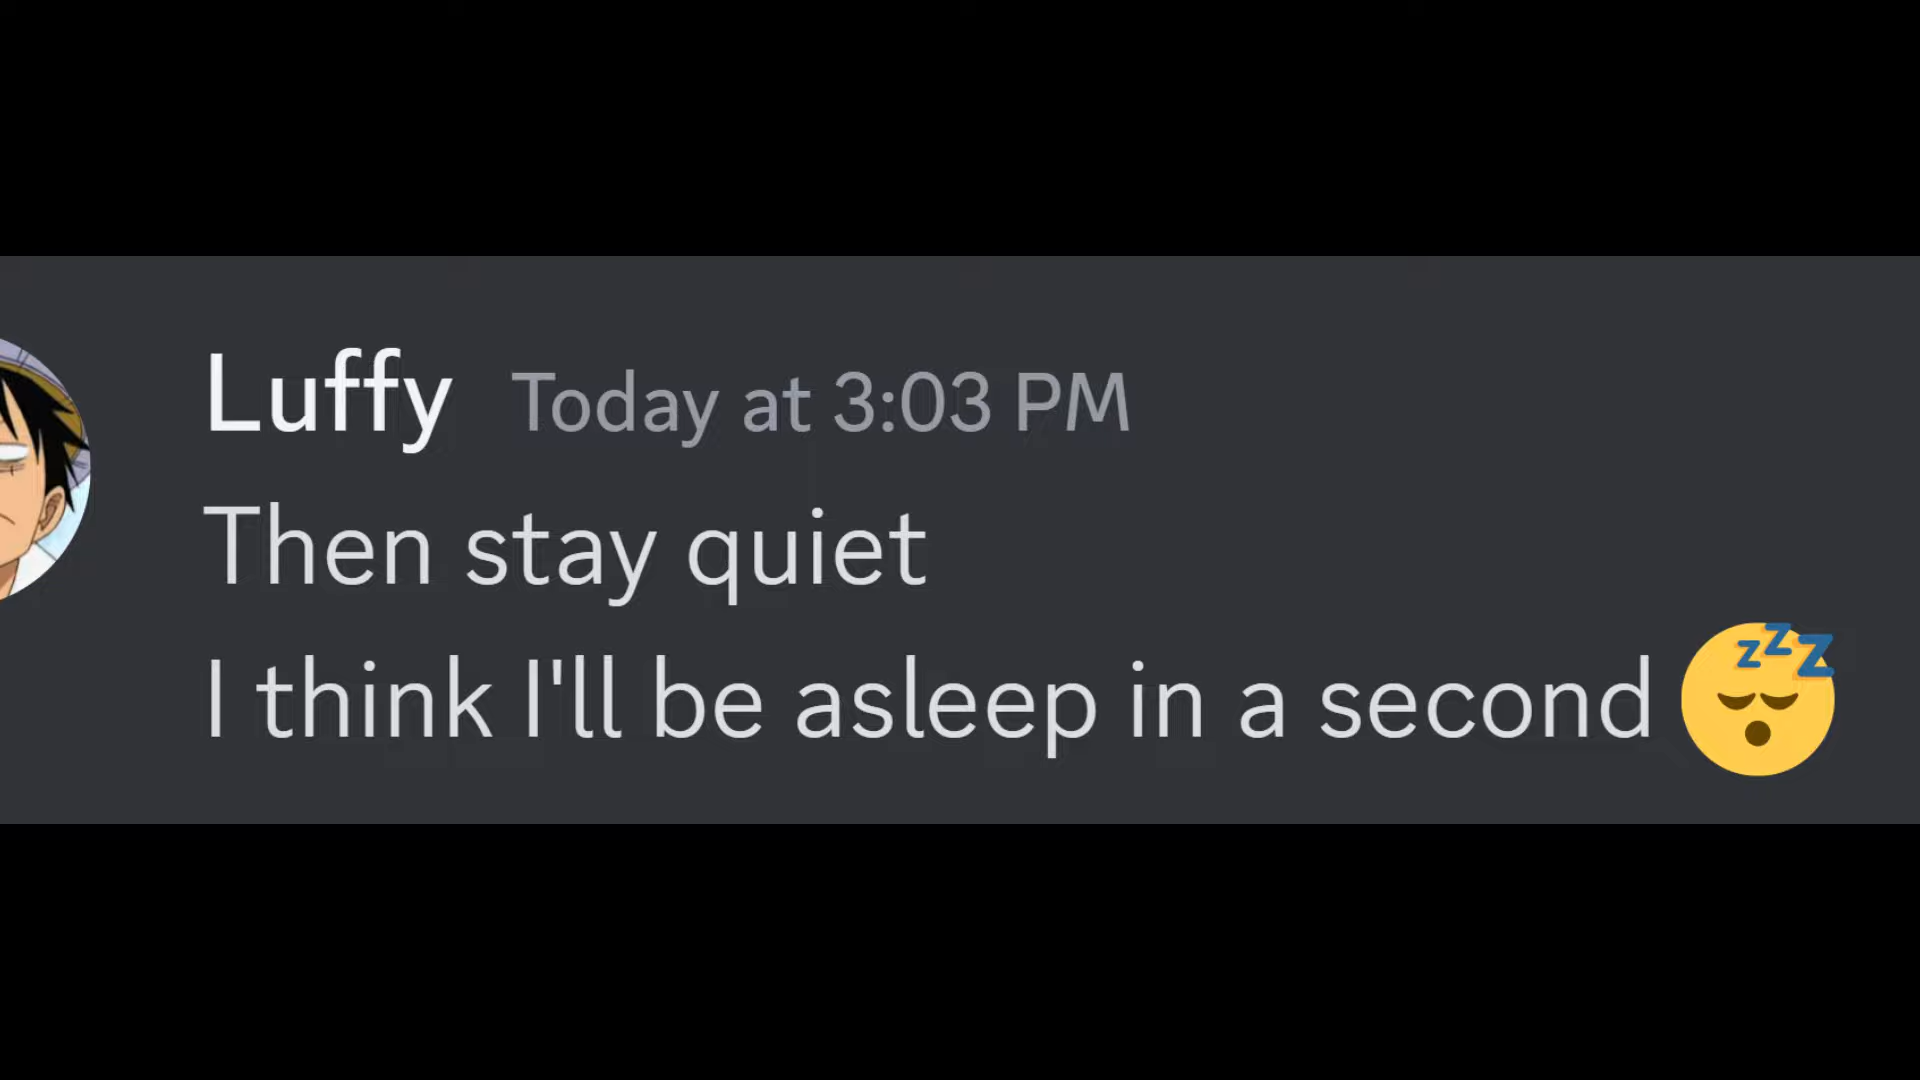 Luffy Today at 3:03 PM
Then stay quiet
I think I'll be asleep in a second 😴